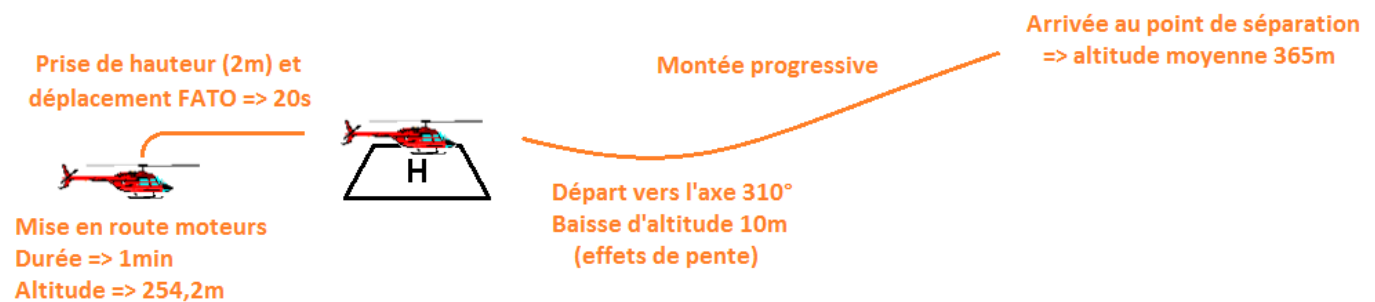 Prise de hauteur (2m) et
déplacement FATO => 20s
H
Mise en route moteurs
Durée => 1min
Altitude => 254,2m
Départ vers l'axe 310°
Baisse d'altitude 10m
(effets de pente)
Montée progressive
Arrivée au point de séparation
=> altitude moyenne 365m